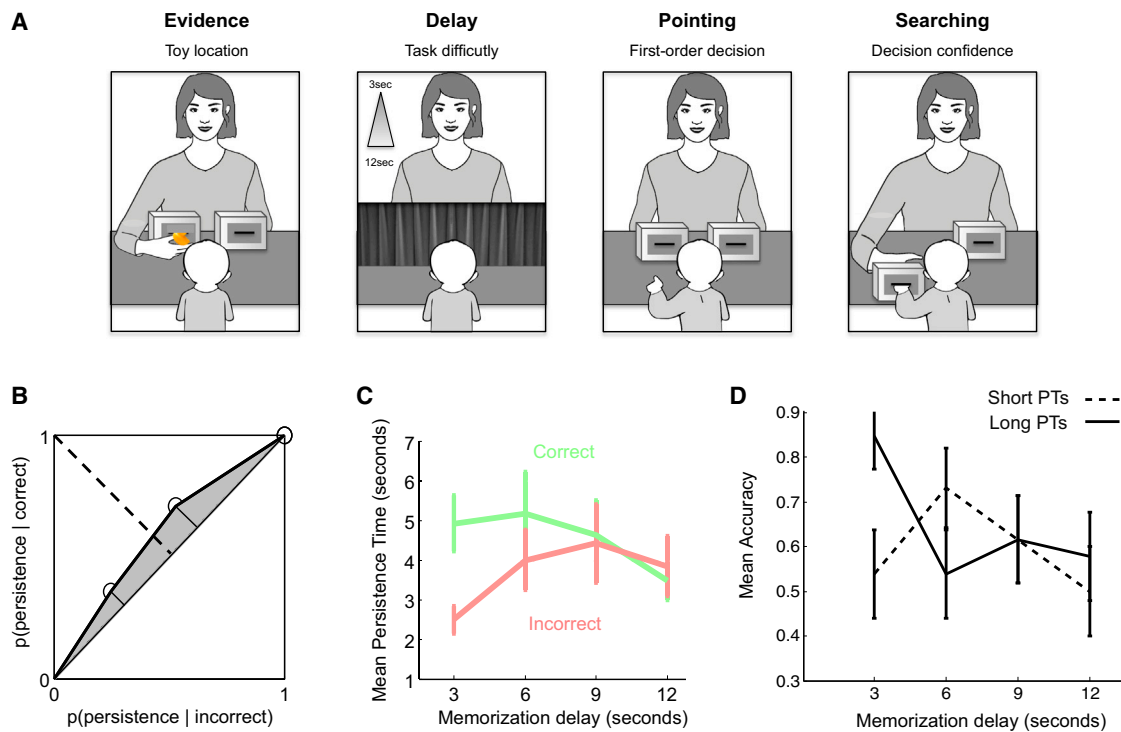 A
Evidence
Toy location
Delay
Task difficutly
3sec
12sec
Pointing
First-order decision
Searching
Decision confidence
B
1
p(persistence | correct)
0
0
1
p(persistence | incorrect)
C
Mean Persistence Time (seconds)
7
6
5
4
3
2
1
Correct
Incorrect
3
6
9
12
Memorization delay (seconds)
D
Short PTs
Long PTs
Mean Accuracy
0.9
0.8
0.7
0.6
0.5
0.4
0.3
3
6
9
12
Memorization delay (seconds)